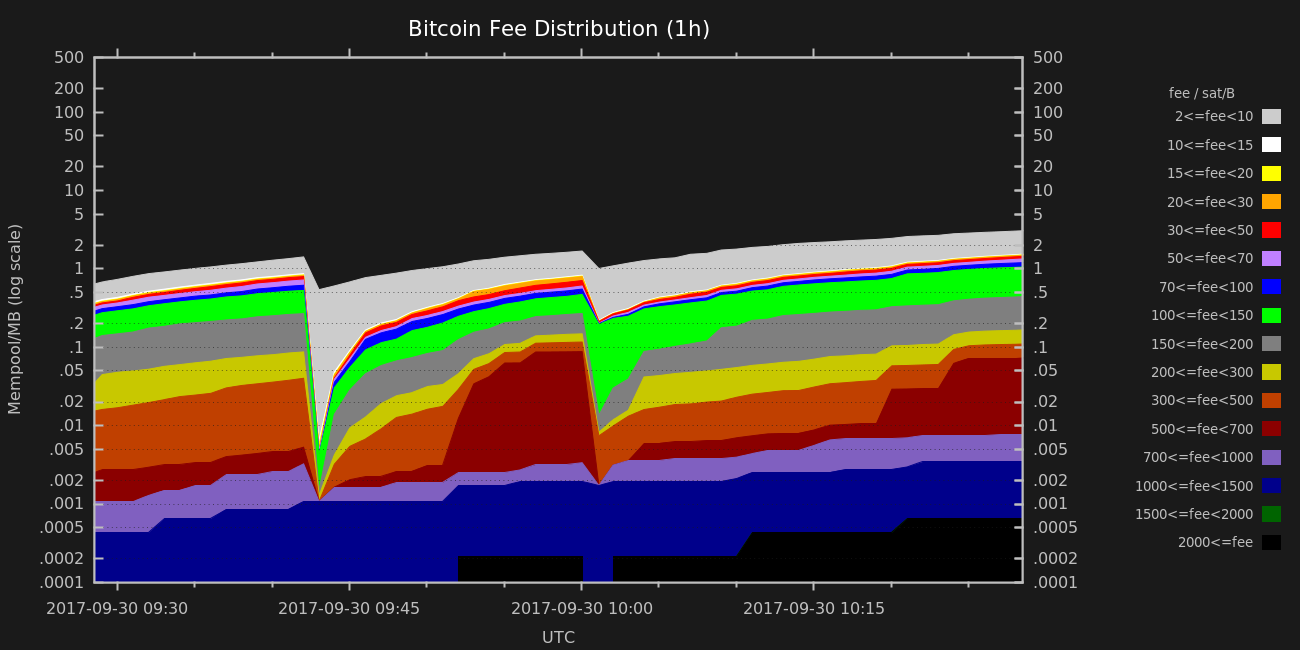 Bitcoin Fee Distribution (1h)
Mempool/MB (log scale)
500
200
100
50
20
10
5
2
1
.5
.2
.1
.05
.02
.01
.005
.002
.001
.0005
.0002
.0001
500
200
100
50
20
10
5
2
1
.5
.2
.1
.05
.02
.01
.005
.002
.001
.0005
.0002
.0001
2017-09-30 09:30 2017-09-30 09:45 2017-09-30 10:00 2017-09-30 10:15
UTC
fee / sat/B
2<=fee<10
10<=fee<15
15<=fee<20
20<=fee<30
30<=fee<50
50<=fee<70
70<=fee<100
100<=fee<150
150<=fee<200
200<=fee<300
300<=fee<500
500<=fee<700
700<=fee<1000
1000<=fee<1500
1500<=fee<2000
2000<=fee